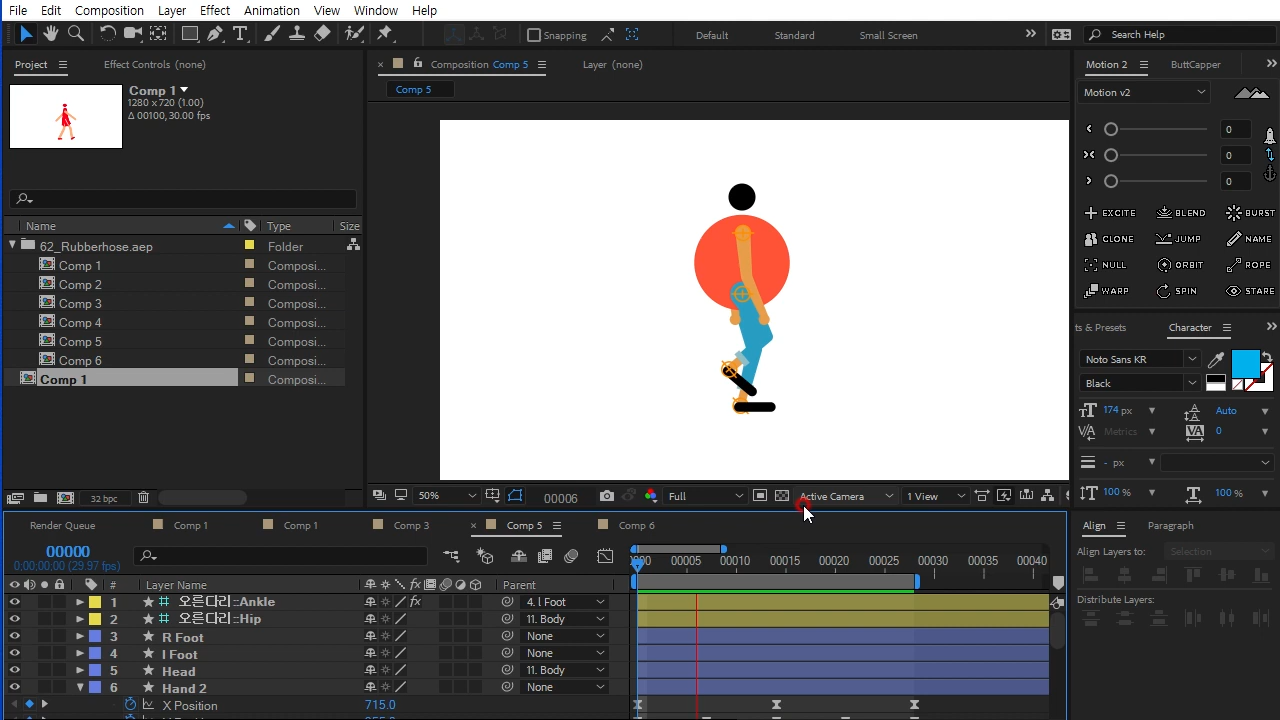 File Edit Composition Layer Effect Animation View Window Help
Snapping Default Standard Small Screen Search Help
Project Effect Controls (none) Composition Comp 5 Layer (none) Motion 2 ButtCapper
Comp 1
1280 x 720 (1.00)
Δ 00100, 30.00 fps
Comp 5
Motion v2
0
0
0
EXCITE BLEND BURST
CLONE JUMP NAME
NULL ORBIT ROPE
WARP SPIN STARE
Name Type Size
62_Rubberhose.aep Folder
Comp 1 Composi...
Comp 2 Composi...
Comp 3 Composi...
Comp 4 Composi...
Comp 5 Composi...
Comp 6 Composi...
Comp 1 Composi...
ts & Presets Character
Noto Sans KR
Black
174 px Auto
Metrics 0
- px
100 % 100 %
32 bpc 50% 00006 Full Active Camera 1 View
Render Queue Comp 1 Comp 1 Comp 3 Comp 5 Comp 6
Align Paragraph
Align Layers to: Selection
Distribute Layers:
00000
0;00;00;00 (29.97 fps)
00005 00010 00015 00020 00025 00030 00035 00040
# Layer Name fx Parent
1 오른다리::Ankle fx 4. l Foot
2 오른다리::Hip 11. Body
3 R Foot None
4 l Foot None
5 Head 11. Body
6 Hand 2 None
X Position 715.0